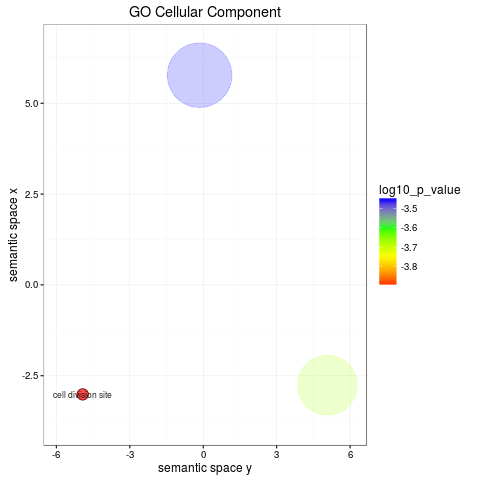 GO Cellular Component
semantic space x
5.0
2.5
0.0
-2.5
cell division site
-6
-3
0
3
6
semantic space y
log10_p_value
-3.5
-3.6
-3.7
-3.8